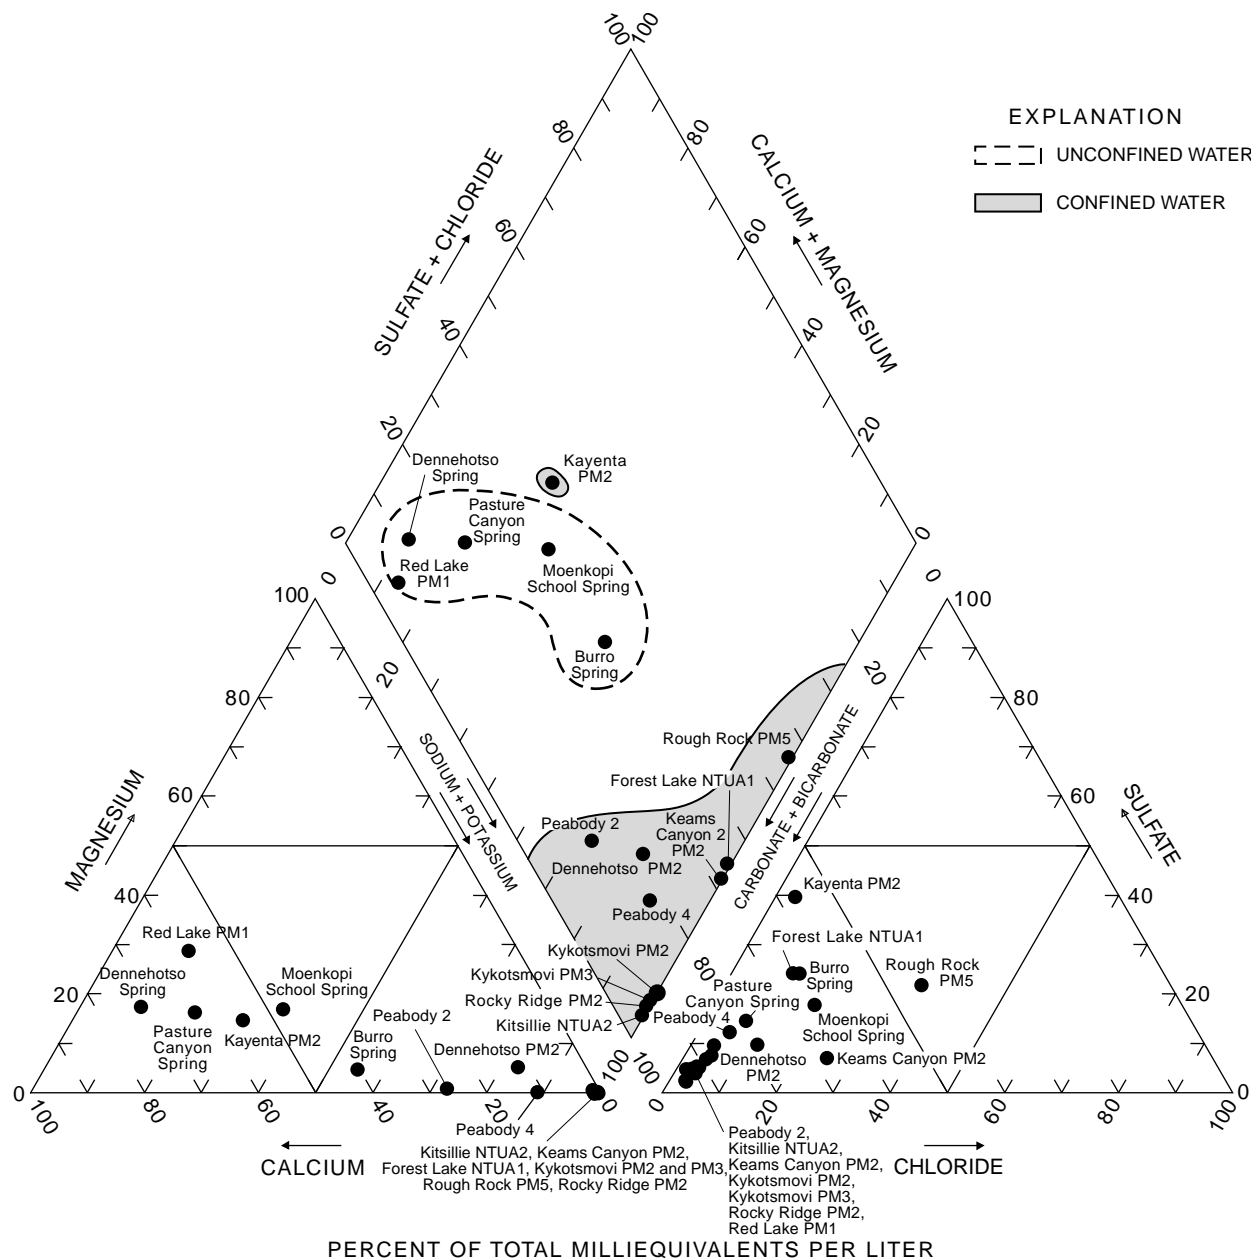 100
100
80
80
60
60
40
40
20
20
0
0
SULFATE + CHLORIDE
CALCIUM + MAGNESIUM
EXPLANATION
UNCONFINED WATER
CONFINED WATER
Dennehotso
Spring
Kayenta
PM2
Pasture
Canyon
Spring
Red Lake
PM1
Moenkopi
School Spring
Burro
Spring
Rough Rock PM5
Forest Lake NTUA1
Keams
Canyon 2
PM2
Peabody 2
Dennehotso PM2
Peabody 4
Kykotsmovi PM2
Kykotsmovi PM3
Rocky Ridge PM2
Kitsillie NTUA2
SODIUM + POTASSIUM
CARBONATE + BICARBONATE
100
0
20
80
60
40
20
0
MAGNESIUM
Red Lake PM1
Dennehotso
Spring
Pasture
Canyon
Spring
Moenkopi
School Spring
Kayenta PM2
Peabody 2
Burro
Spring
Dennehotso PM2
Peabody 4
Kitsillie NTUA2, Keams Canyon PM2,
Forest Lake NTUA1, Kykotsmovi PM2 and PM3,
Rough Rock PM5, Rocky Ridge PM2
100
80
60
40
20
0
100
CALCIUM
0
100
20
80
80
60
40
20
0
SULFATE
Kayenta PM2
Forest Lake NTUA1
Burro
Spring
Rough Rock
PM5
Pasture
Canyon Spring
Peabody 4
Moenkopi
School Spring
Dennehotso
PM2
Keams Canyon PM2
100
0
20
40
60
80
100
Peabody 2,
Kitsillie NTUA2,
Keams Canyon PM2,
Kykotsmovi PM2,
Kykotsmovi PM3,
Rocky Ridge PM2,
Red Lake PM1
CHLORIDE
PERCENT OF TOTAL MILLIEQUIVALENTS PER LITER